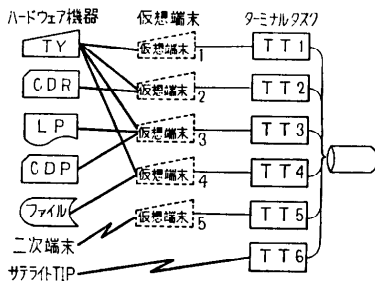 ハードウェア機器 仮想端末 ターミナルタスク
TY 仮想端末1 TT1
CDR 仮想端末2 TT2
LP 仮想端末3 TT3
CDP 仮想端末4 TT4
ファイル 仮想端末5 TT5
二次端末 TT6
サテライトTIP